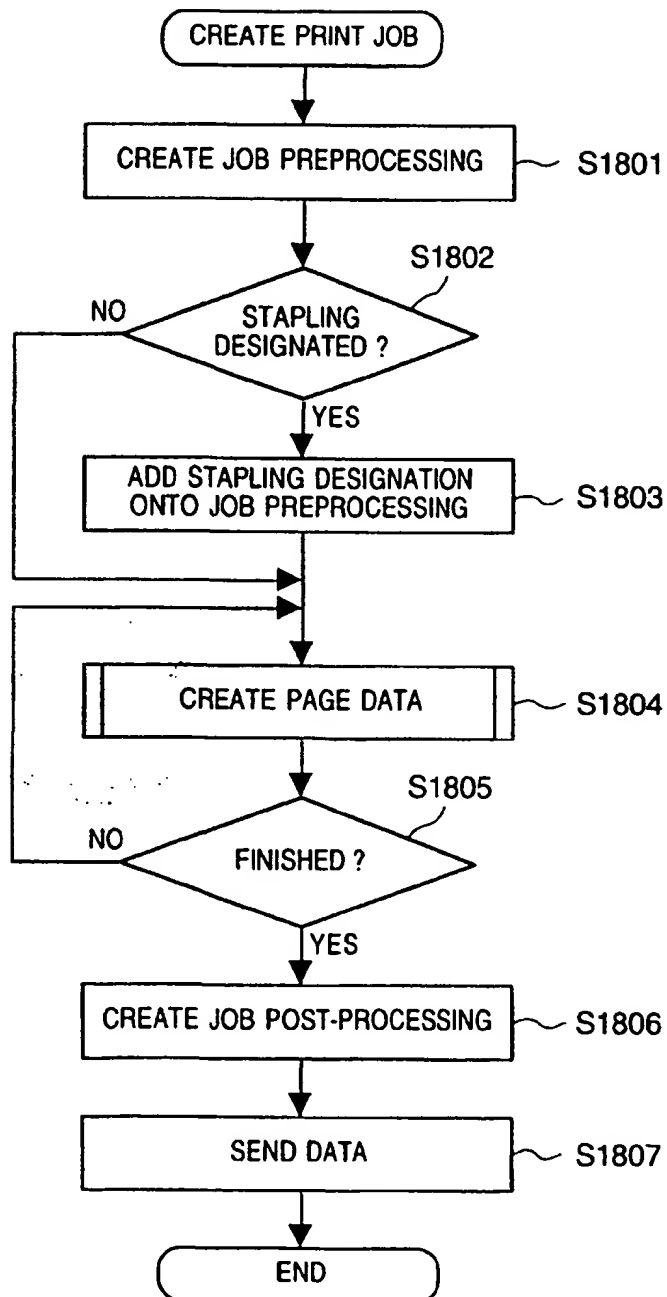 CREATE PRINT JOB
CREATE JOB PREPROCESSING
S1801
S1802
NO
STAPLING
DESIGNATED ?
YES
ADD STAPLING DESIGNATION
ONTO JOB PREPROCESSING
S1803
CREATE PAGE DATA
S1804
S1805
NO
FINISHED ?
YES
CREATE JOB POST-PROCESSING
S1806
SEND DATA
S1807
END